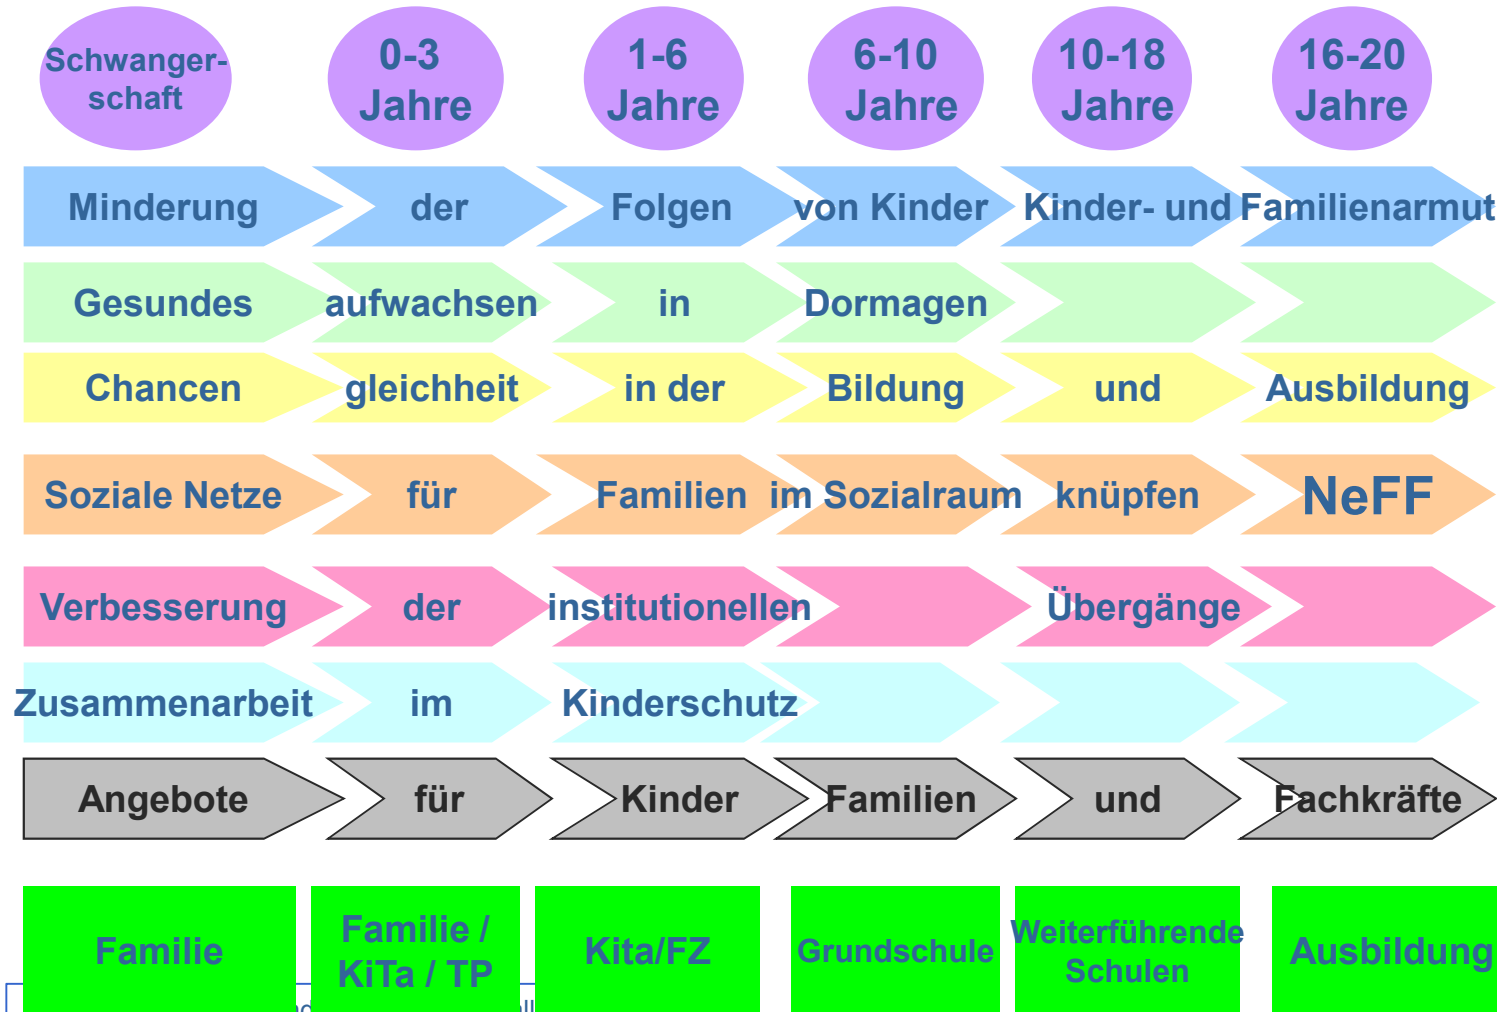 Schwanger-
schaft
0-3
Jahre
1-6
Jahre
6-10
Jahre
10-18
Jahre
16-20
Jahre
Minderung der Folgen von Kinder Kinder- und Familienarmut
Gesundes aufwachsen in Dormagen
Chancen gleichheit in der Bildung und Ausbildung
Soziale Netze für Familien im Sozialraum knüpfen NeFF
Verbesserung der institutionellen Übergänge
Zusammenarbeit im Kinderschutz
Angebote für Kinder Familien und Fachkräfte
Familie
Familie /
KiTa / TP
Kita/FZ
Grundschule
Weiterführende
Schulen
Ausbildung